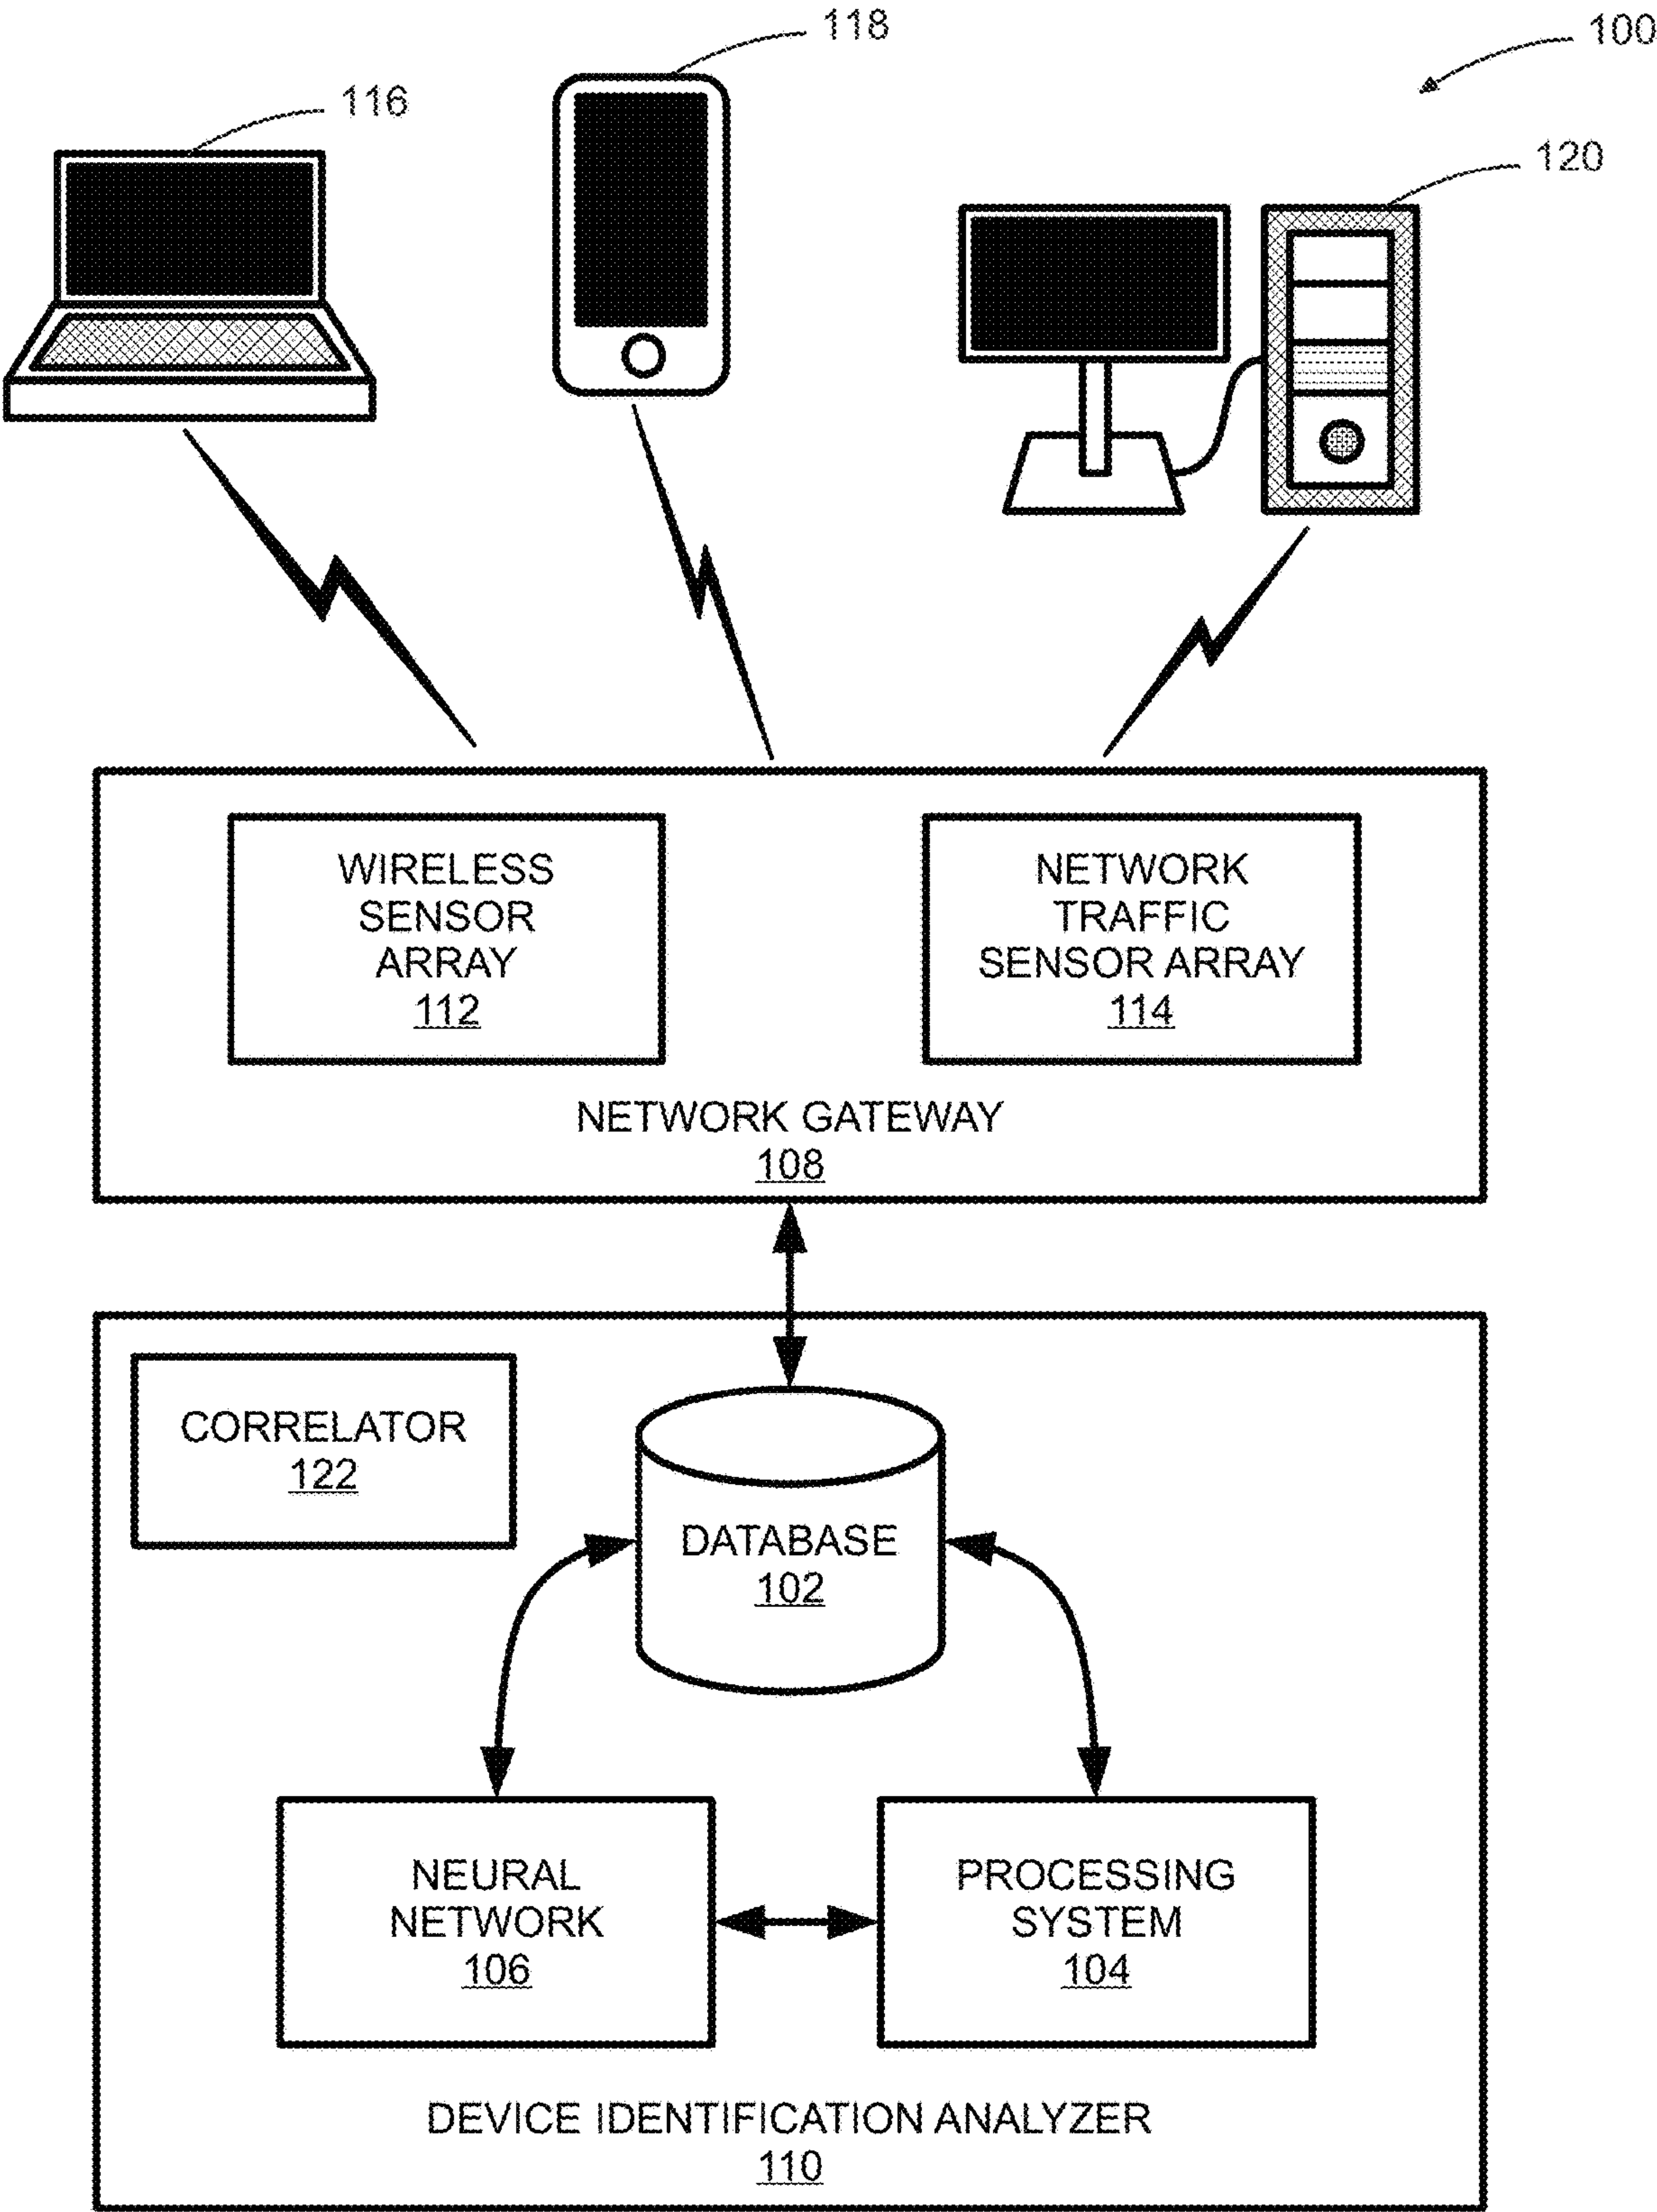 118
100
116
120
WIRELESS
SENSOR
ARRAY
112
NETWORK
TRAFFIC
SENSOR ARRAY
114
NETWORK GATEWAY
108
CORRELATOR
122
DATABASE
102
NEURAL
NETWORK
106
PROCESSING
SYSTEM
104
DEVICE IDENTIFICATION ANALYZER
110